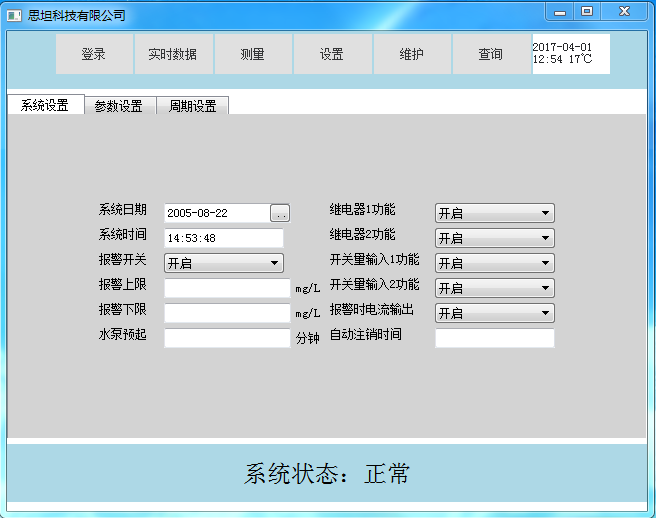 思坦科技有限公司
登录 实时数据 测量 设置 维护 查询 2017-04-01
12:54 17℃
系统设置 参数设置 周期设置
系统日期 2005-08-22 .. 继电器1功能 开启
系统时间 14:53:48 继电器2功能 开启
报警开关 开启 开关量输入1功能 开启
报警上限 mg/L 开关量输入2功能 开启
报警下限 mg/L 报警时电流输出 开启
水泵预起 分钟 自动注销时间
系统状态：正常